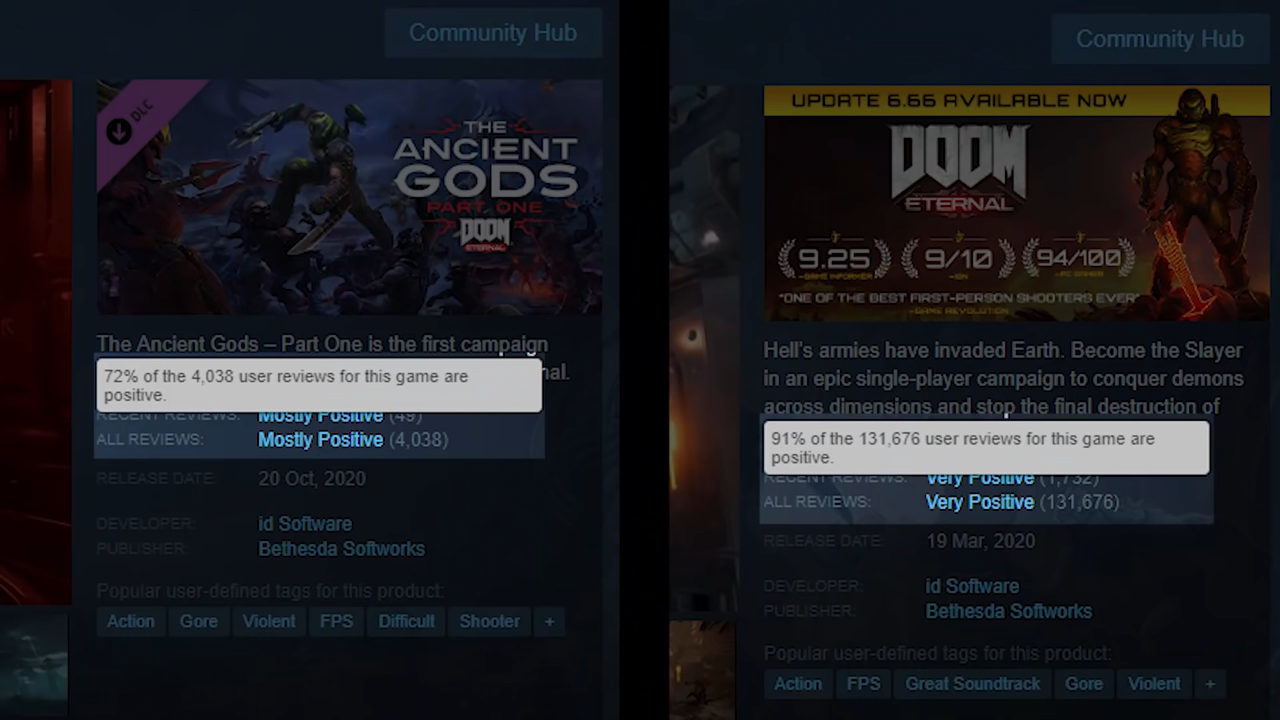 Community Hub
DLC
THE
ANCIENT
GODS
PART ONE
DOOM
ETERNAL
The Ancient Gods – Part One is the first campaign
nal.
72% of the 4,038 user reviews for this game are
positive.
RECENT REVIEWS: Mostly Positive (49)
ALL REVIEWS: Mostly Positive (4,038)
RELEASE DATE: 20 Oct, 2020
DEVELOPER: id Software
PUBLISHER: Bethesda Softworks
Popular user-defined tags for this product:
Action Gore Violent FPS Difficult Shooter +
Community Hub
UPDATE 6.66 AVAILABLE NOW
DOOM
ETERNAL
9.25 9/10 94/100
-GAME INFORMER -IGN -PC GAMER
"ONE OF THE BEST FIRST-PERSON SHOOTERS EVER"
-GAME REVOLUTION
Hell's armies have invaded Earth. Become the Slayer
in an epic single-player campaign to conquer demons
across dimensions and stop the final destruction of
91% of the 131,676 user reviews for this game are
positive.
RECENT REVIEWS: Very Positive (1,732)
ALL REVIEWS: Very Positive (131,676)
RELEASE DATE: 19 Mar, 2020
DEVELOPER: id Software
PUBLISHER: Bethesda Softworks
Popular user-defined tags for this product:
Action FPS Great Soundtrack Gore Violent +